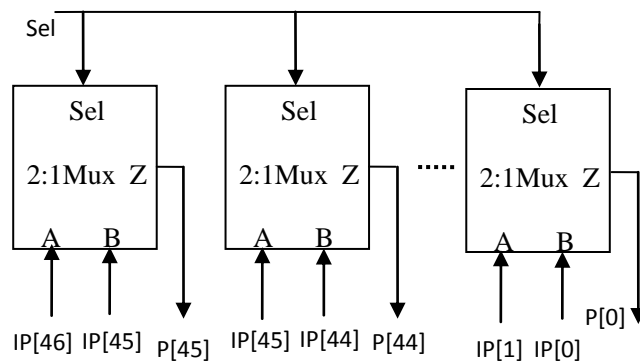 Sel
Sel
2:1Mux Z
A B
IP[46] IP[45] P[45]
Sel
2:1Mux Z
A B
IP[45] IP[44] P[44]
......
Sel
2:1Mux Z
A B
IP[1] IP[0] P[0]